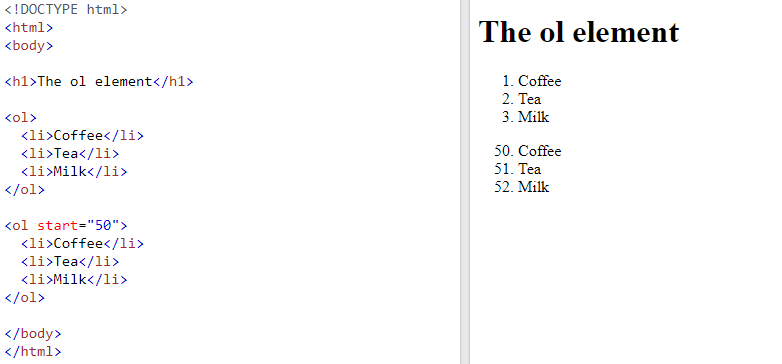 <!DOCTYPE html>
<html>
<body>

<h1>The ol element</h1>

<ol>
  <li>Coffee</li>
  <li>Tea</li>
  <li>Milk</li>
</ol>

<ol start="50">
  <li>Coffee</li>
  <li>Tea</li>
  <li>Milk</li>
</ol>

</body>
</html>
The ol element
1. Coffee
2. Tea
3. Milk
50. Coffee
51. Tea
52. Milk